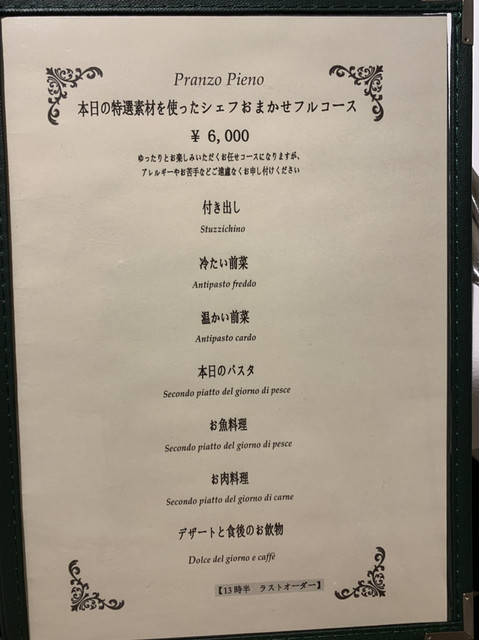 Pranzo Pieno
本日の特選素材を使ったシェフおまかせフルコース
¥ 6,000
ゆったりとお楽しみいただくお任せコースになりますが、
アレルギーやお苦手などご遠慮なくお申し付けください
付き出し
Stuzzichino
冷たい前菜
Antipasto freddo
温かい前菜
Antipasto cardo
本日のパスタ
Secondo piatto del giorno di pesce
お魚料理
Secondo piatto del giorno di pesce
お肉料理
Secondo piatto del giorno di carne
デザートと食後のお飲物
Dolce del giorno e caffè
【13時半 ラストオーダー】